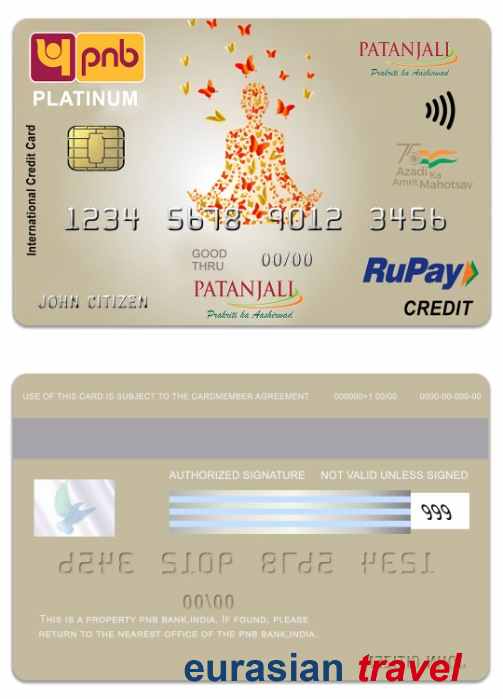 pnb
PLATINUM
PATANJALI
Prakriti ka Aashirwad
International Credit Card
75
Azadi Ka
Amrit Mahotsav
1234 5678 9012 3456
GOOD
THRU
00/00
RuPay
CREDIT
JOHN CITIZEN
PATANJALI
Prakriti ka Aashirwad
USE OF THIS CARD IS SUBJECT TO THE CARDMEMBER AGREEMENT 000000+1 00/00 0000-00-000-00
AUTHORIZED SIGNATURE NOT VALID UNLESS SIGNED
999
1234 5678 9012 3456
00/00
THIS IS A PROPERTY PNB BANK,INDIA. IF FOUND, PLEASE
RETURN TO THE NEAREST OFFICE OF THE PNB BANK,INDIA.
eurasian travel